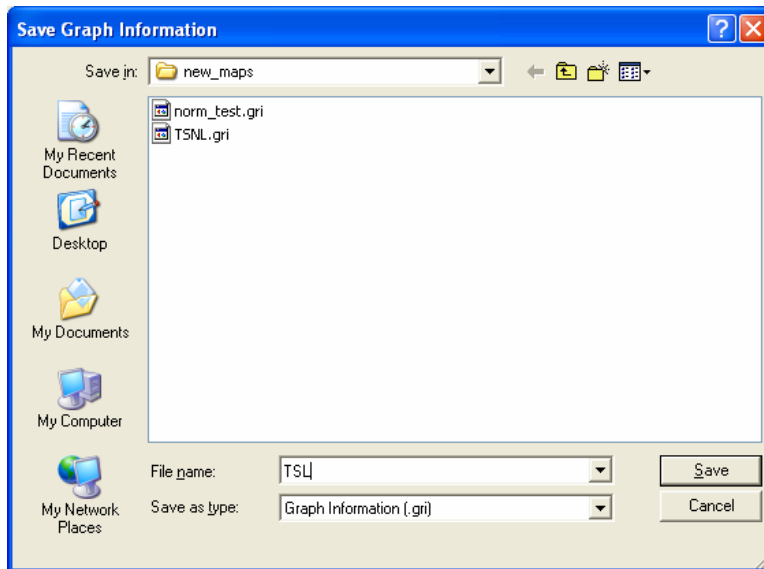 Save Graph Information
Save in: new_maps
norm_test.gri
TSNL.gri
My Recent
Documents
Desktop
My Documents
My Computer
My Network
Places
File name: TSL
Save
Save as type: Graph Information (.gri)
Cancel